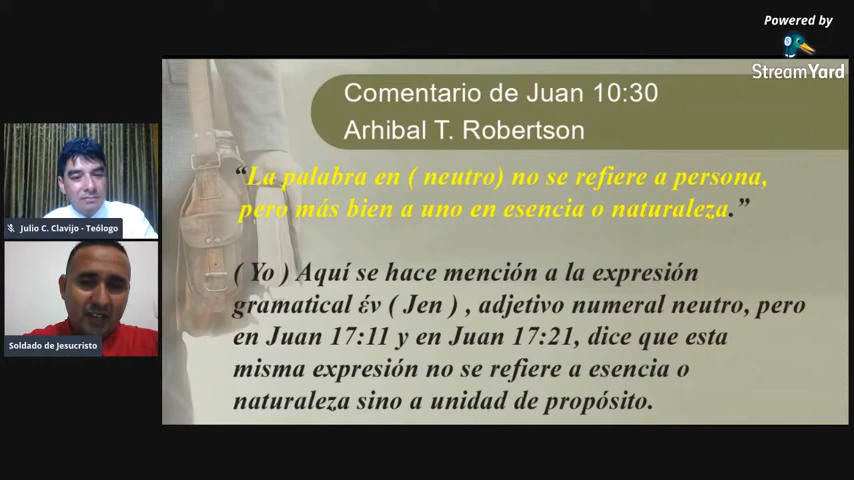 Powered by
StreamYard
Comentario de Juan 10:30
Arhibal T. Robertson
“La palabra en ( neutro) no se refiere a persona,
pero más bien a uno en esencia o naturaleza.”
( Yo ) Aquí se hace mención a la expresión
gramatical έν ( Jen ) , adjetivo numeral neutro, pero
en Juan 17:11 y en Juan 17:21, dice que esta
misma expresión no se refiere a esencia o
naturaleza sino a unidad de propósito.
Julio C. Clavijo - Teólogo
Soldado de Jesucristo